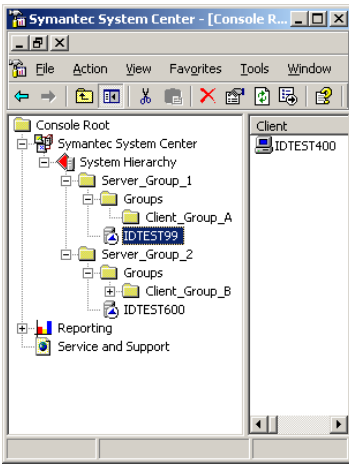 Symantec System Center - [Console R...
File Action View Favorites Tools Window
Console Root
Symantec System Center
System Hierarchy
Server_Group_1
Groups
Client_Group_A
IDTEST99
Server_Group_2
Groups
Client_Group_B
IDTEST600
Reporting
Service and Support
Client
IDTEST400